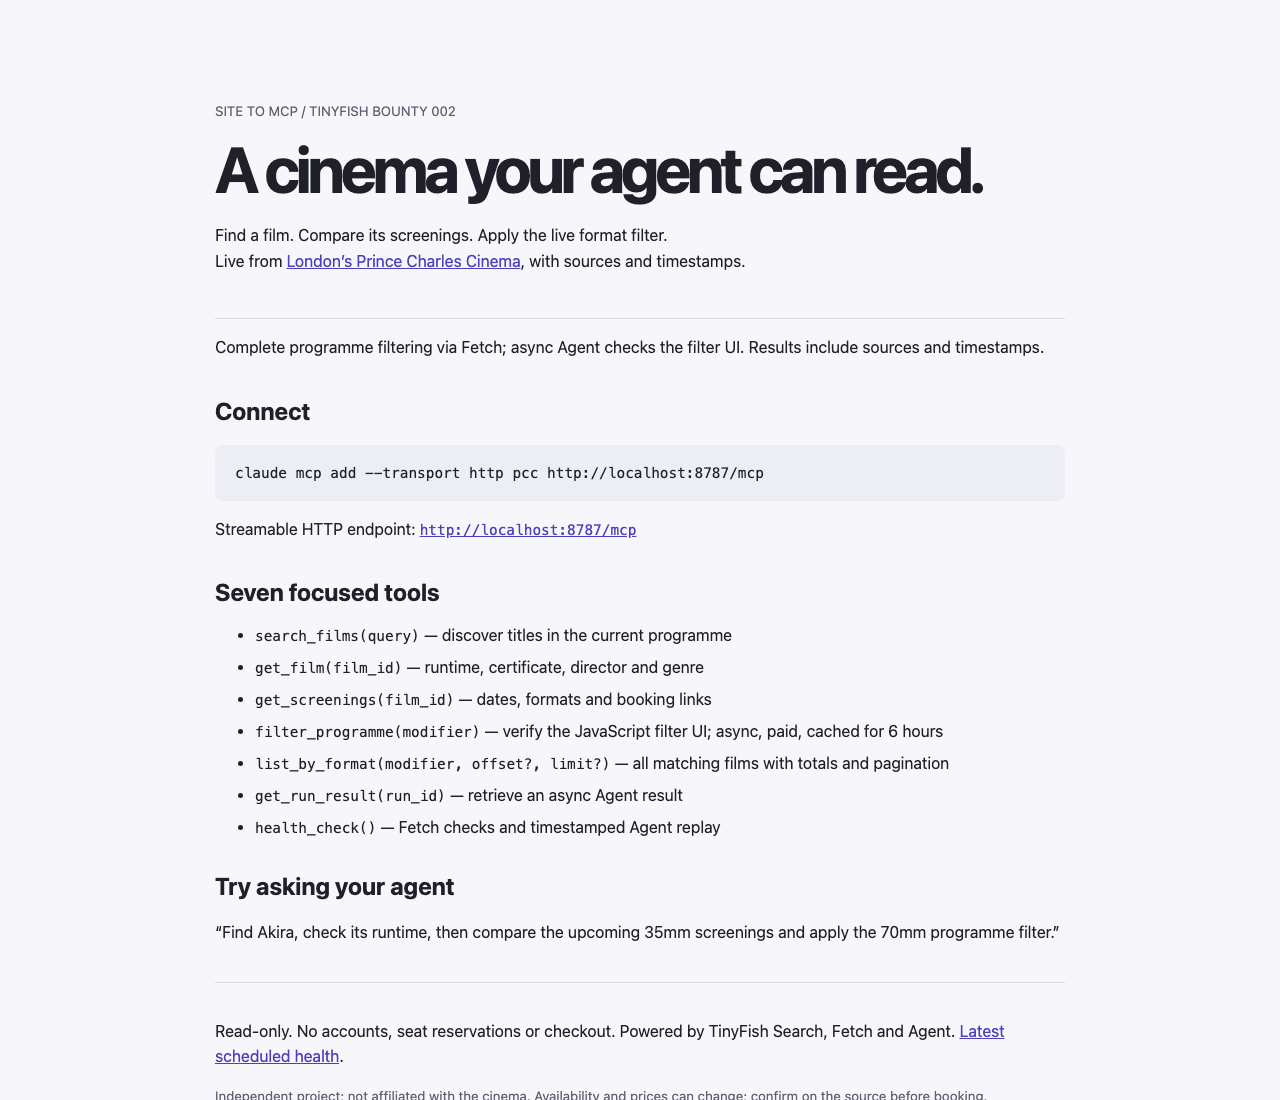 SITE TO MCP / TINYFISH BOUNTY 002
A cinema your agent can read.
Find a film. Compare its screenings. Apply the live format filter.
Live from London’s Prince Charles Cinema, with sources and timestamps.
Complete programme filtering via Fetch; async Agent checks the filter UI. Results include sources and timestamps.
Connect
claude mcp add --transport http pcc http://localhost:8787/mcp
Streamable HTTP endpoint: http://localhost:8787/mcp
Seven focused tools
• search_films(query) — discover titles in the current programme
• get_film(film_id) — runtime, certificate, director and genre
• get_screenings(film_id) — dates, formats and booking links
• filter_programme(modifier) — verify the JavaScript filter UI; async, paid, cached for 6 hours
• list_by_format(modifier, offset?, limit?) — all matching films with totals and pagination
• get_run_result(run_id) — retrieve an async Agent result
• health_check() — Fetch checks and timestamped Agent replay
Try asking your agent
“Find Akira, check its runtime, then compare the upcoming 35mm screenings and apply the 70mm programme filter.”
Read-only. No accounts, seat reservations or checkout. Powered by TinyFish Search, Fetch and Agent. Latest
scheduled health.
Independent project; not affiliated with the cinema. Availability and prices can change; confirm on the source before booking.